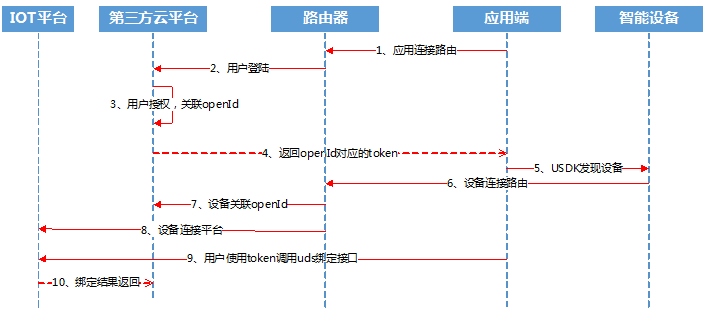 IOT平台
第三方云平台
路由器
应用端
智能设备
1、应用连接路由
2、用户登陆
3、用户授权，关联openId
4、返回openId对应的token
5、USDK发现设备
6、设备连接路由
7、设备关联openId
8、设备连接平台
9、用户使用token调用uds绑定接口
10、绑定结果返回